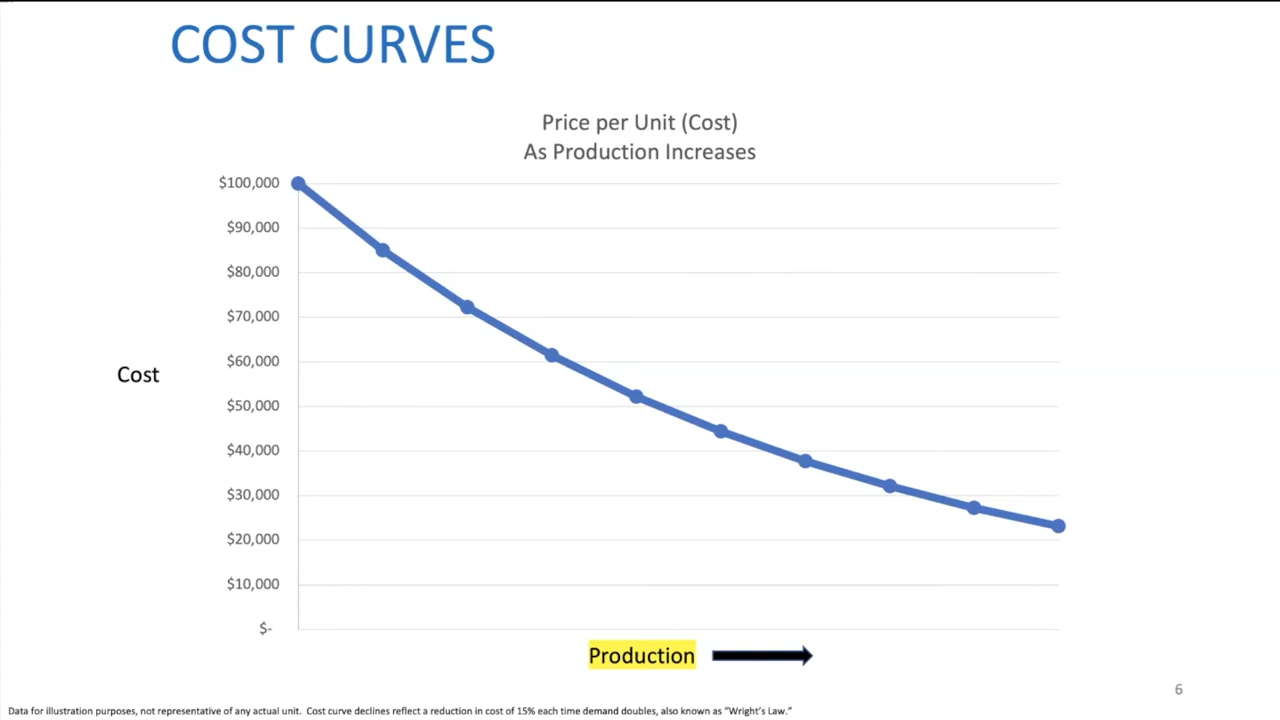 COST CURVES
Price per Unit (Cost)
As Production Increases
$100,000
$90,000
$80,000
$70,000
$60,000
$50,000
$40,000
$30,000
$20,000
$10,000
$-
Cost
Production
6
Data for illustration purposes, not representative of any actual unit. Cost curve declines reflect a reduction in cost of 15% each time demand doubles, also known as “Wright’s Law.”